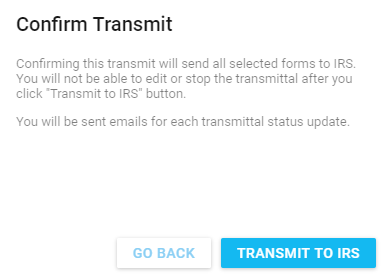 Confirm Transmit
Confirming this transmit will send all selected forms to IRS.
You will not be able to edit or stop the transmittal after you
click "Transmit to IRS" button.
You will be sent emails for each transmittal status update.
GO BACK
TRANSMIT TO IRS